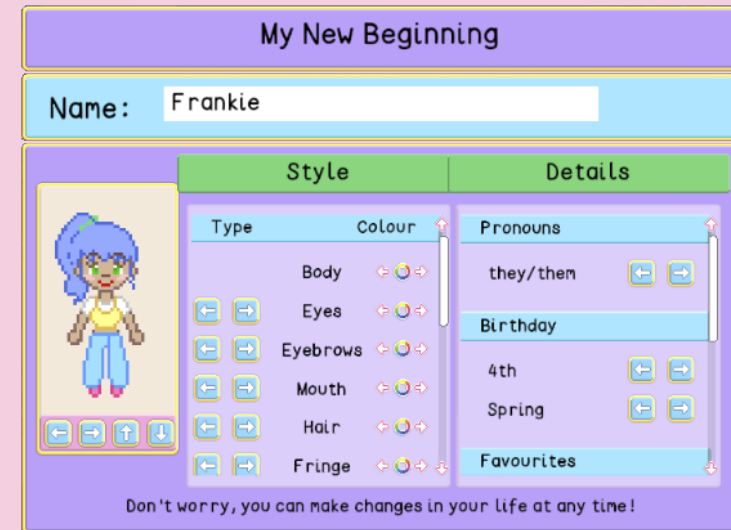 My New Beginning
Name: Frankie
Style Details
Type Colour
Body
Eyes
Eyebrows
Mouth
Hair
Fringe
Pronouns
they/them
Birthday
4th
Spring
Favourites
Don't worry, you can make changes in your life at any time!